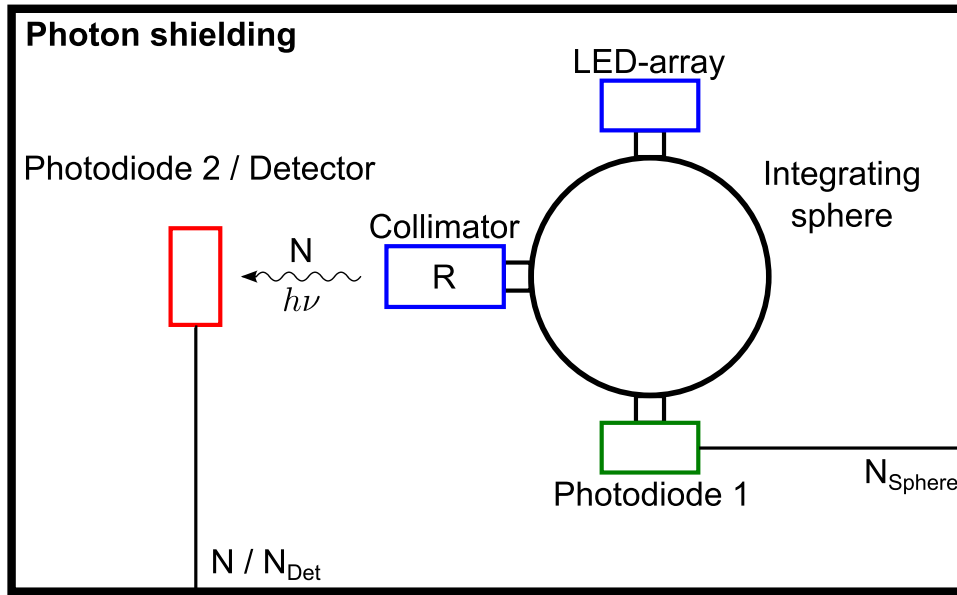 Photon shielding
LED-array
Photodiode 2 / Detector
Integrating
sphere
Collimator
N
R
hν
Photodiode 1
N_Sphere
N / N_Det